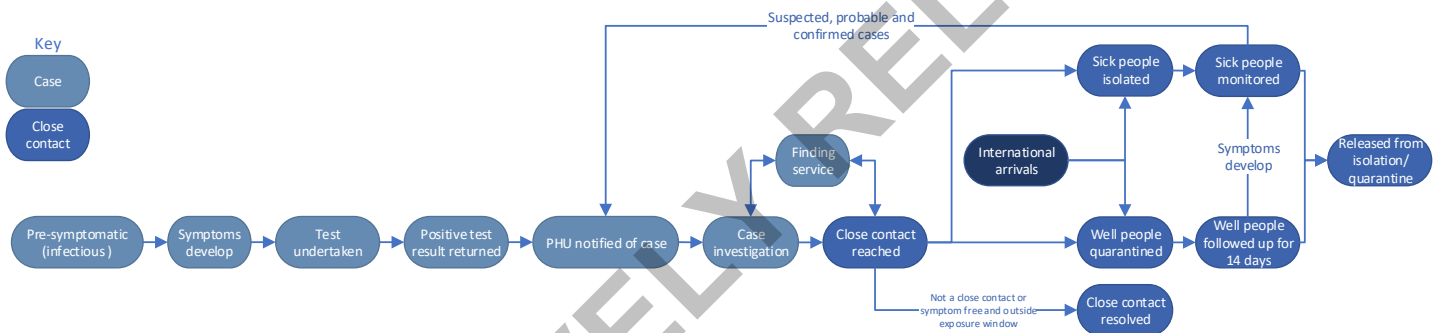 Key
Case
Close
contact
Pre-symptomatic
(infectious)
Symptoms
develop
Test
undertaken
Positive test
result returned
PHU notified of case
Case
investigation
Finding
service
Close contact
reached
Suspected, probable and
confirmed cases
Not a close contact or
symptom free and outside
exposure window
Close contact
resolved
International
arrivals
Sick people
isolated
Sick people
monitored
Well people
quarantined
Well people
followed up for
14 days
Symptoms
develop
Released from
isolation/
quarantine
ELY REL